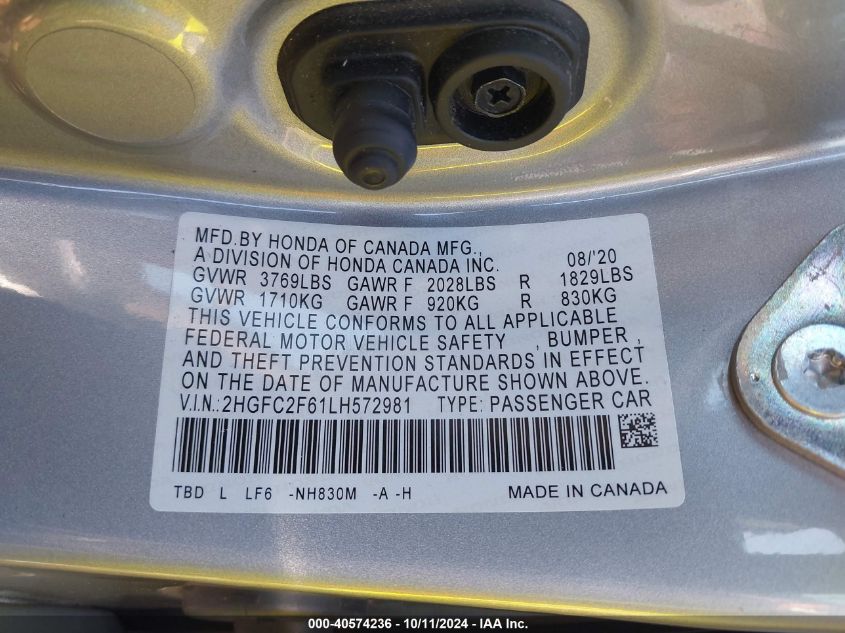 MFD.BY HONDA OF CANADA MFG.,
A DIVISION OF HONDA CANADA INC. 08/'20
GVWR 3769LBS GAWR F 2028LBS R 1829LBS
GVWR 1710KG GAWR F 920KG R 830KG
THIS VEHICLE CONFORMS TO ALL APPLICABLE
FEDERAL MOTOR VEHICLE SAFETY , BUMPER ,
AND THEFT PREVENTION STANDARDS IN EFFECT
ON THE DATE OF MANUFACTURE SHOWN ABOVE.
V.I.N.:2HGFC2F61LH572981 TYPE: PASSENGER CAR
TBD L LF6 -NH830M -A -H MADE IN CANADA
000-40574236 - 10/11/2024 - IAA Inc.